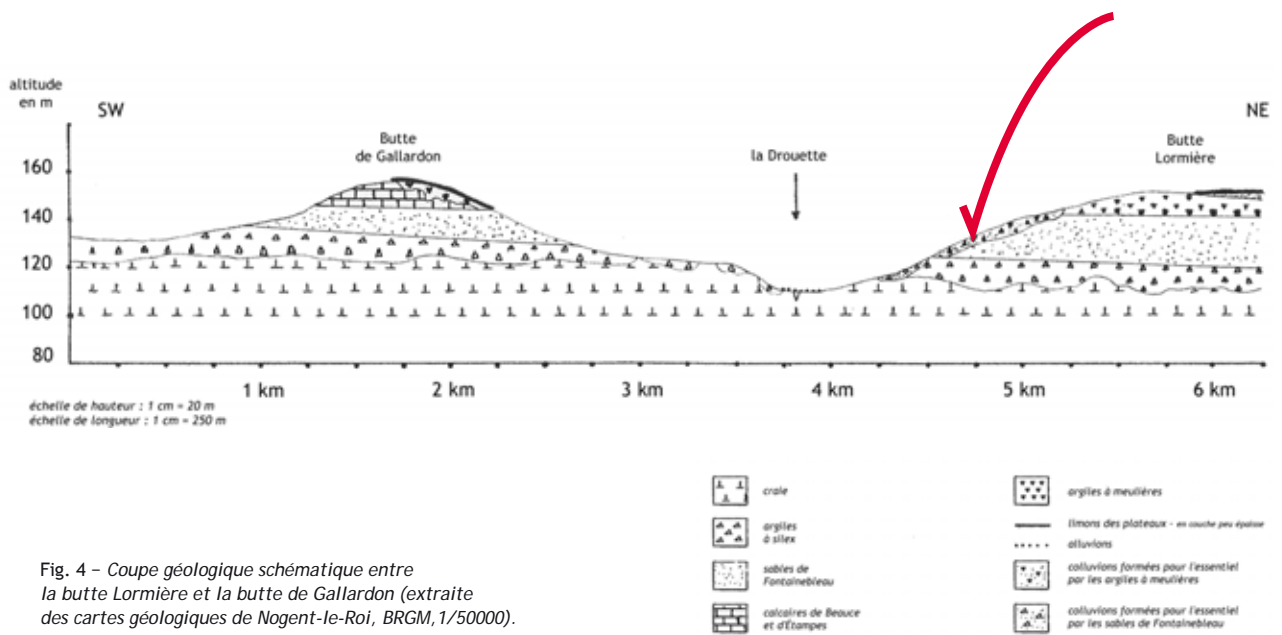 altitude
en m
SW
NE
Butte
de Gallardon
la Drouette
Butte
Lormière
160
140
120
100
80
1 km
2 km
3 km
4 km
5 km
6 km
échelle de hauteur : 1 cm = 20 m
échelle de longueur : 1 cm = 250 m
craie
argiles
à silex
sables de
Fontainebleau
calcaires de Beauce
et d'Étampes
argiles à meulières
limons des plateaux - en couche peu épaisse
alluvions
colluvions formées pour l'essentiel
par les argiles à meulières
colluvions formées pour l'essentiel
par les sables de Fontainebleau
Fig. 4 – Coupe géologique schématique entre
la butte Lormière et la butte de Gallardon (extraite
des cartes géologiques de Nogent-le-Roi, BRGM,1/50000).